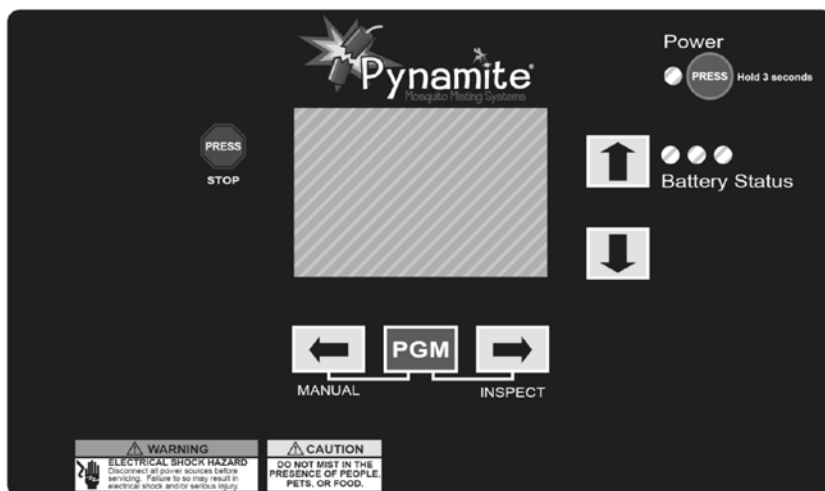 Pynamite®
Mosquito Misting Systems
Power
PRESS Hold 3 seconds
PRESS
STOP
Battery Status
PGM
MANUAL INSPECT
WARNING
ELECTRICAL SHOCK HAZARD
Disconnect all power sources before
servicing. Failure to so may result in
electrical shock and/or serious injury.
CAUTION
DO NOT MIST IN THE
PRESENCE OF PEOPLE,
PETS, OR FOOD.